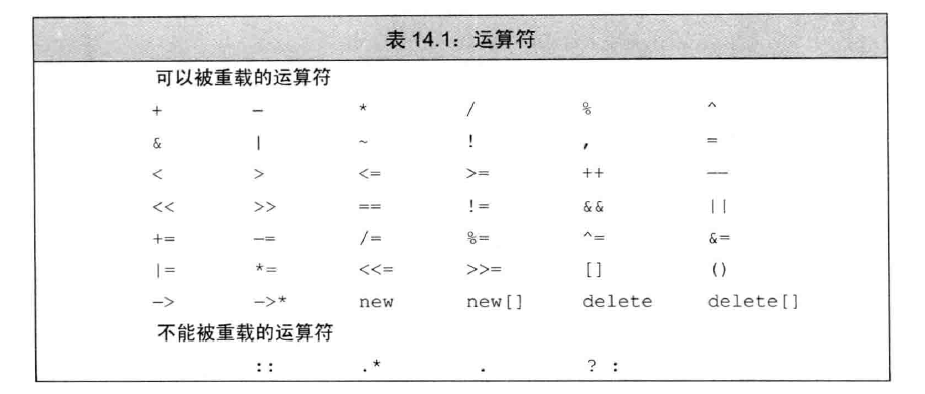 表 14.1：运算符
可以被重载的运算符
+ − * / % ^
& | ~ ! , =
< > <= >= ++ −−
<< >> == != && ||
+= −= /= %= ^= &=
|= *= <<= >>= [] ()
−> −>* new new[] delete delete[]
不能被重载的运算符
:: .* . ? :